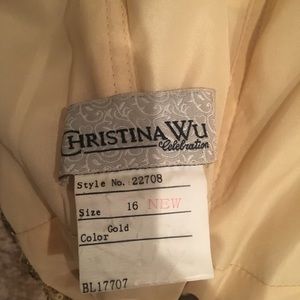 CHRISTINA WU
Celebration
Style No. 22708
Size 16 NEW
Color Gold
BL17707